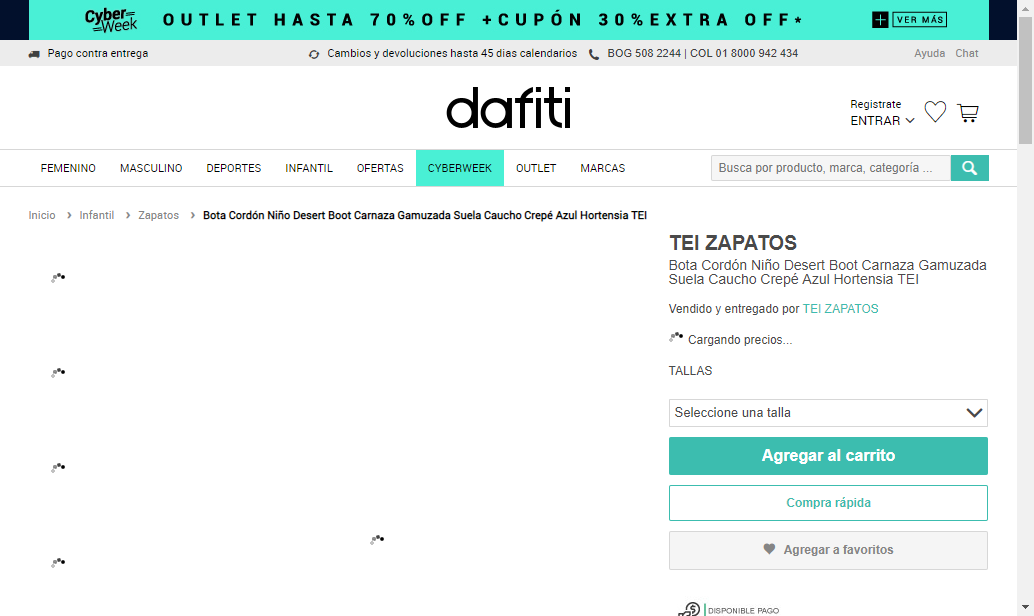 Cyber Week OUTLET HASTA 70%OFF +CUPÓN 30%EXTRA OFF* + VER MÁS
Pago contra entrega Cambios y devoluciones hasta 45 dias calendarios BOG 508 2244 | COL 01 8000 942 434 Ayuda Chat
dafiti
Registrate
ENTRAR
FEMENINO MASCULINO DEPORTES INFANTIL OFERTAS CYBERWEEK OUTLET MARCAS Busca por producto, marca, categoría ...
Inicio > Infantil > Zapatos > Bota Cordón Niño Desert Boot Carnaza Gamuzada Suela Caucho Crepé Azul Hortensia TEI
TEI ZAPATOS
Bota Cordón Niño Desert Boot Carnaza Gamuzada
Suela Caucho Crepé Azul Hortensia TEI
Vendido y entregado por TEI ZAPATOS
Cargando precios...
TALLAS
Seleccione una talla
Agregar al carrito
Compra rápida
Agregar a favoritos
DISPONIBLE PAGO